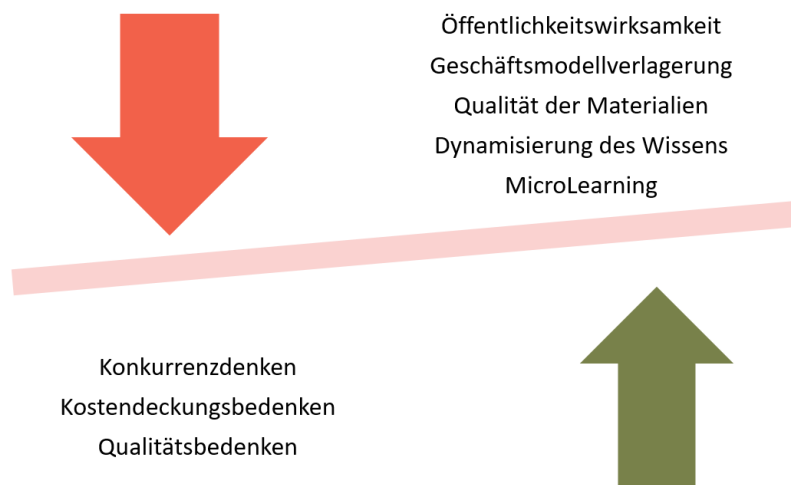 Öffentlichkeitswirksamkeit
Geschäftsmodellverlagerung
Qualität der Materialien
Dynamisierung des Wissens
MicroLearning
Konkurrenzdenken
Kostendeckungsbedenken
Qualitätsbedenken